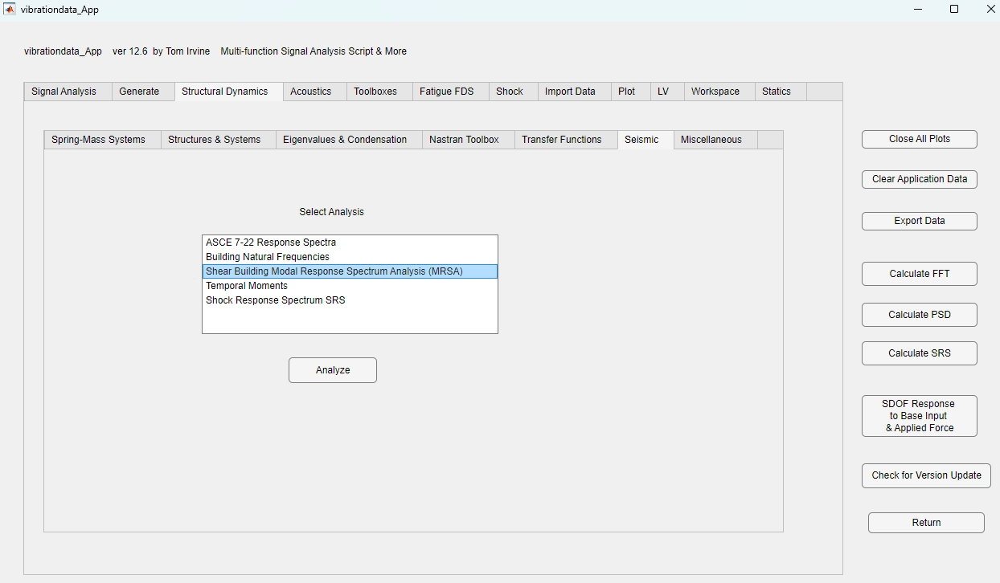 vibrationdata_App
vibrationdata_App ver 12.6 by Tom Irvine Multi-function Signal Analysis Script & More
Signal Analysis Generate Structural Dynamics Acoustics Toolboxes Fatigue FDS Shock Import Data Plot LV Workspace Statics
Spring-Mass Systems Structures & Systems Eigenvalues & Condensation Nastran Toolbox Transfer Functions Seismic Miscellaneous
Select Analysis
ASCE 7-22 Response Spectra
Building Natural Frequencies
Shear Building Modal Response Spectrum Analysis (MRSA)
Temporal Moments
Shock Response Spectrum SRS
Analyze
Close All Plots
Clear Application Data
Export Data
Calculate FFT
Calculate PSD
Calculate SRS
SDOF Response
to Base Input
& Applied Force
Check for Version Update
Return